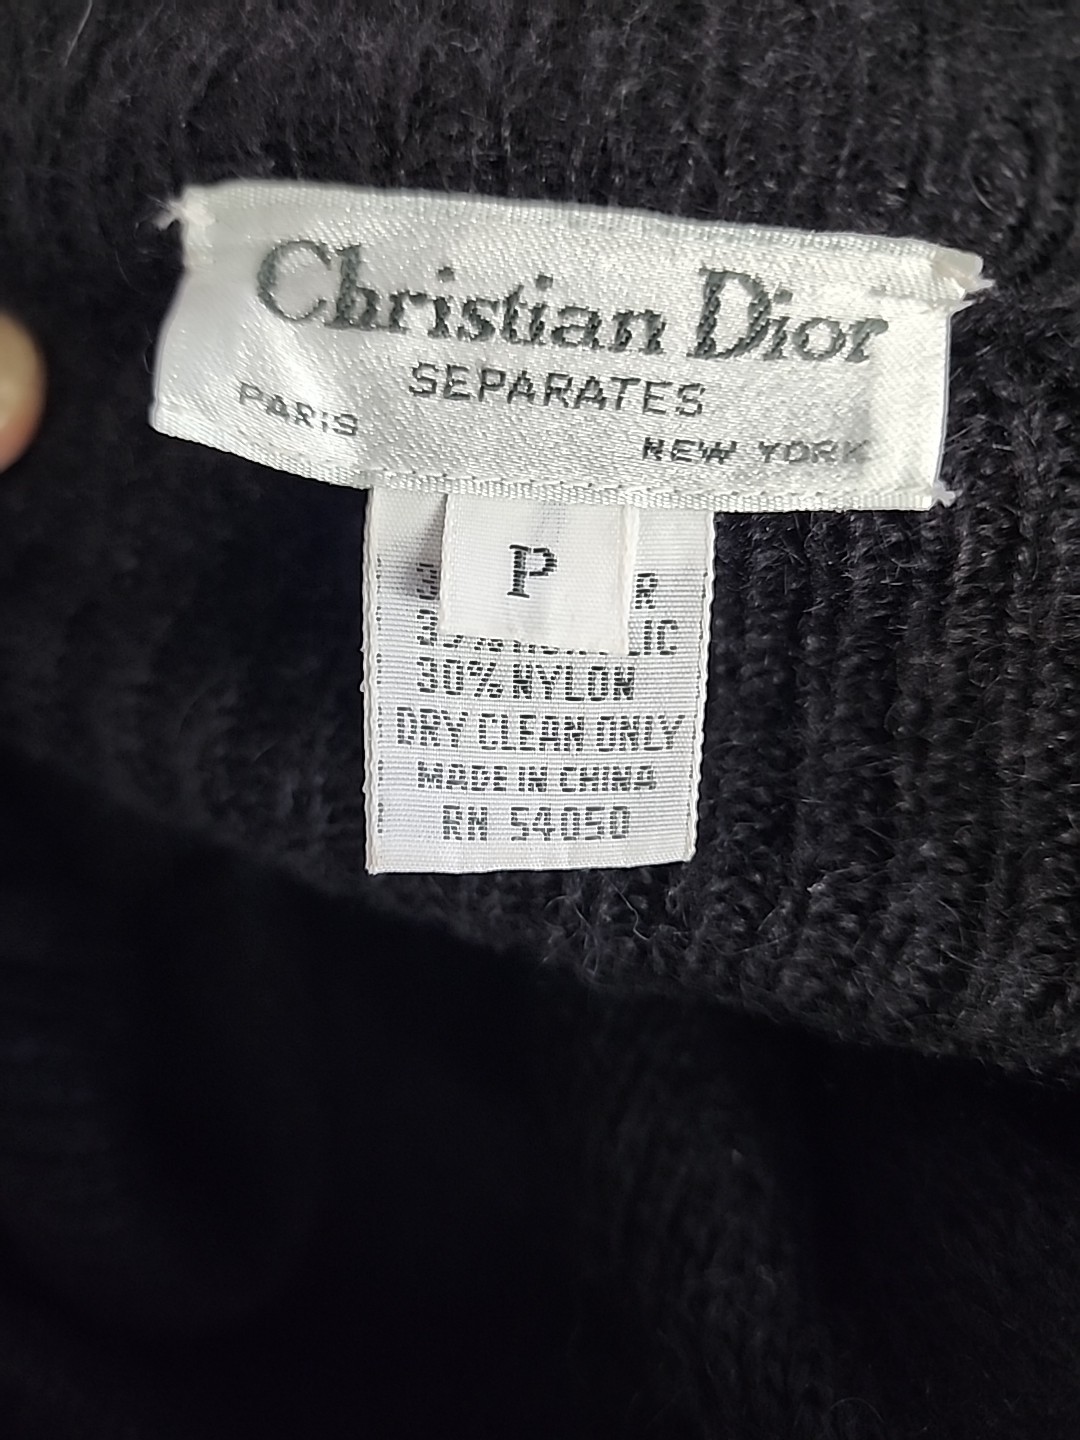 Christian Dior
SEPARATES
PARIS
NEW YORK
P
30% NYLON
DRY CLEAN ONLY
MADE IN CHINA
RN 54050